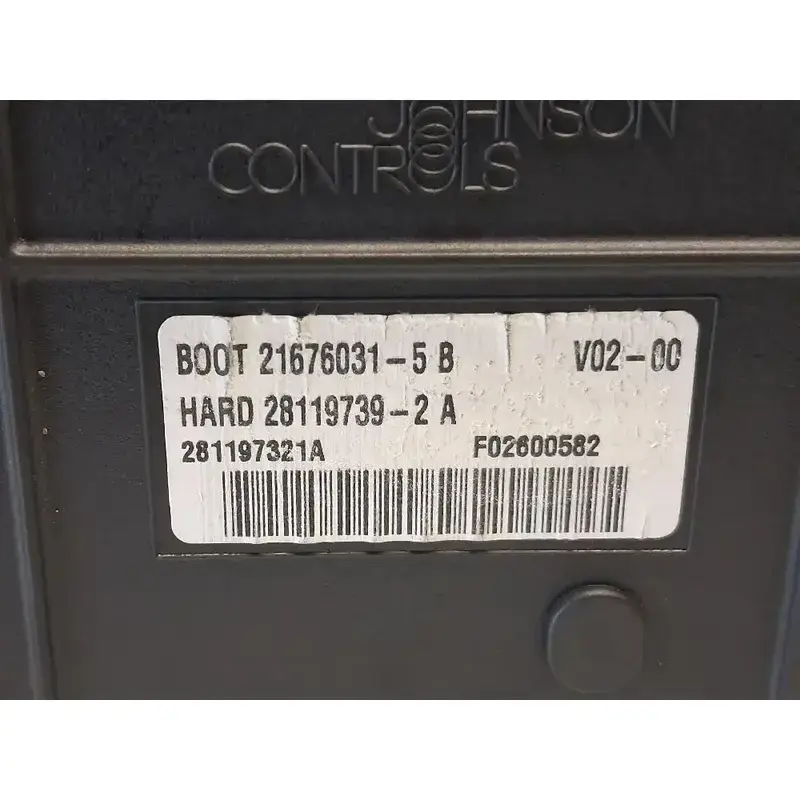 JOHNSON
CONTROLS
BOOT 21676031-5 B V02-00
HARD 28119739-2 A
281197321A F02600582